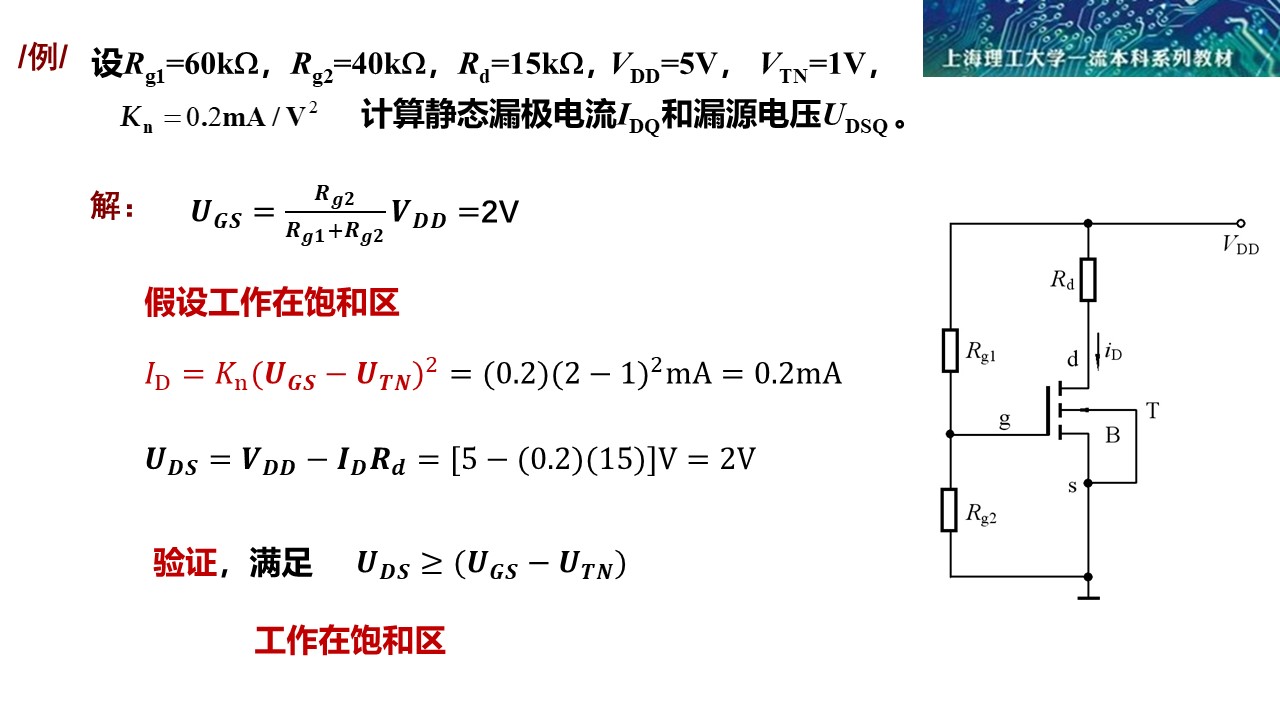 /例/ 设Rg1=60kΩ，Rg2=40kΩ，Rd=15kΩ，VDD=5V， VTN=1V，
上海理工大学一流本科系列教材
Kn =0.2mA / V² 计算静态漏极电流IDQ和漏源电压UDSQ 。
解： UGS = Rg2/(Rg1+Rg2) VDD =2V
假设工作在饱和区
ID = Kn(UGS − UTN)² = (0.2)(2 − 1)²mA = 0.2mA
UDS = VDD − IDRd = [5 − (0.2)(15)]V = 2V
验证，满足 UDS ≥ (UGS − UTN)
工作在饱和区
VDD
Rd
Rg1
d
iD
g
T
B
s
Rg2